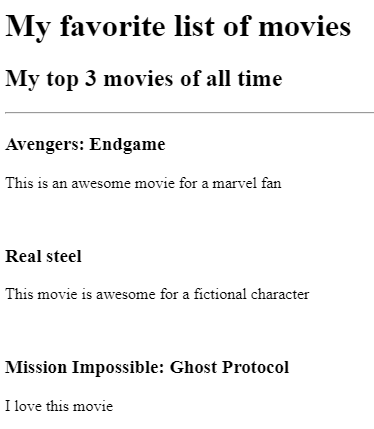 My favorite list of movies
My top 3 movies of all time
Avengers: Endgame
This is an awesome movie for a marvel fan
Real steel
This movie is awesome for a fictional character
Mission Impossible: Ghost Protocol
I love this movie